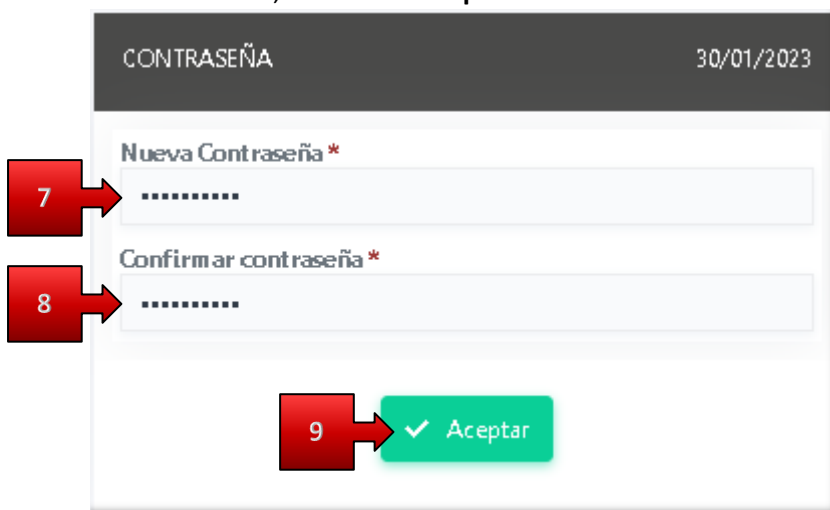 CONTRASEÑA 30/01/2023
Nueva Contraseña *
7 ••••••••••
Confirmar contraseña *
8 ••••••••••
9 ✓ Aceptar